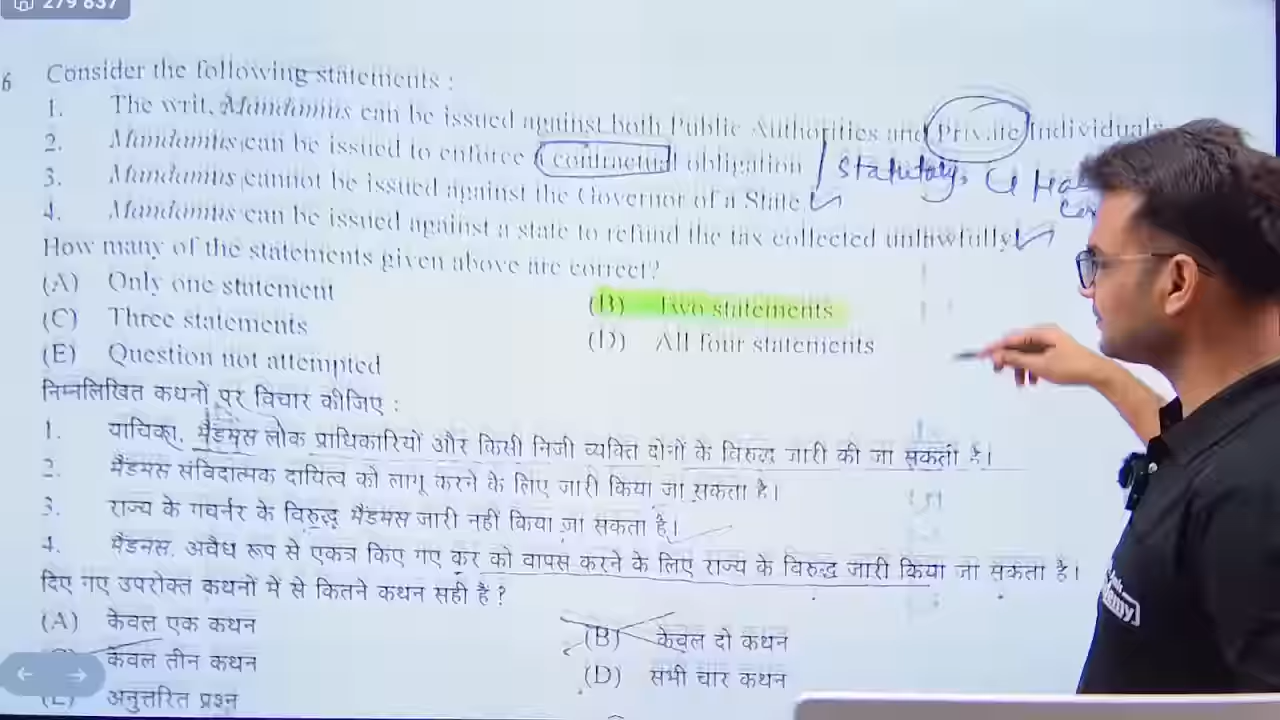 279 837
6 Consider the following statements :
1. The writ, Mandamus can be issued against both Public Authorities and Private Individuals
2. Mandamus can be issued to enforce contractual obligation / Statutory,
3. Mandamus cannot be issued against the Governor of a State
4. Mandamus can be issued against a state to refund the tax collected unlawfully
How many of the statements given above are correct?
(A) Only one statement
(B) Two statements
(C) Three statements
(D) All four statements
(E) Question not attempted
निम्नलिखित कथनों पर विचार कीजिए :
1. याचिका, मैंडमस लोक प्राधिकारियों और किसी निजी व्यक्ति दोनों के विरुद्ध जारी की जा सकती है।
2. मैंडमस संविदात्मक दायित्व को लागू करने के लिए जारी किया जा सकता है।
3. राज्य के गवर्नर के विरुद्ध मैंडमस जारी नहीं किया जा सकता है।
4. मैंडमस, अवैध रूप से एकत्र किए गए कर को वापस करने के लिए राज्य के विरुद्ध जारी किया जा सकता है।
दिए गए उपरोक्त कथनों में से कितने कथन सही है ?
(A) केवल एक कथन
(B) केवल दो कथन
केवल तीन कथन
(D) सभी चार कथन
(E) अनुत्तरित प्रश्न